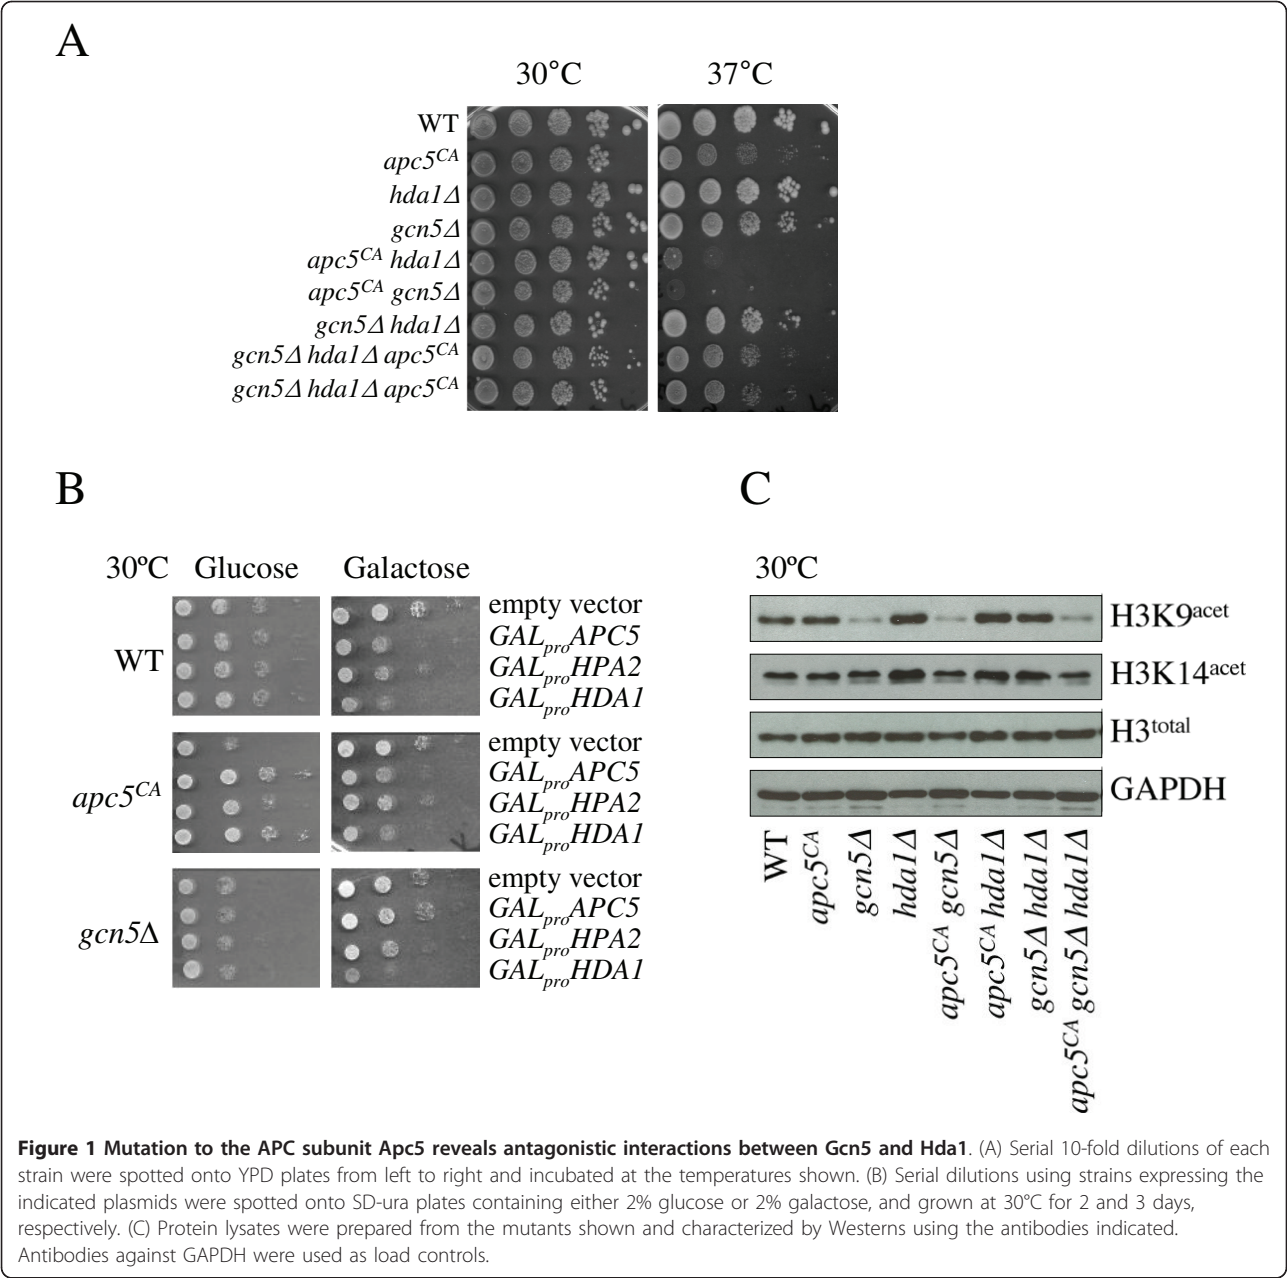 A
30°C 37°C
WT
apc5CA
hda1Δ
gcn5Δ
apc5CA hda1Δ
apc5CA gcn5Δ
gcn5Δ hda1Δ
gcn5Δ hda1Δ apc5CA
gcn5Δ hda1Δ apc5CA
B
30ºC Glucose Galactose
WT
empty vector
GALproAPC5
GALproHPA2
GALproHDA1
apc5CA
empty vector
GALproAPC5
GALproHPA2
GALproHDA1
gcn5Δ
empty vector
GALproAPC5
GALproHPA2
GALproHDA1
C
30ºC
H3K9acet
H3K14acet
H3total
GAPDH
WT
apc5CA
gcn5Δ
hda1Δ
apc5CA gcn5Δ
apc5CA hda1Δ
gcn5Δ hda1Δ
apc5CA gcn5Δ hda1Δ
Figure 1 Mutation to the APC subunit Apc5 reveals antagonistic interactions between Gcn5 and Hda1. (A) Serial 10-fold dilutions of each
strain were spotted onto YPD plates from left to right and incubated at the temperatures shown. (B) Serial dilutions using strains expressing the
indicated plasmids were spotted onto SD-ura plates containing either 2% glucose or 2% galactose, and grown at 30°C for 2 and 3 days,
respectively. (C) Protein lysates were prepared from the mutants shown and characterized by Westerns using the antibodies indicated.
Antibodies against GAPDH were used as load controls.